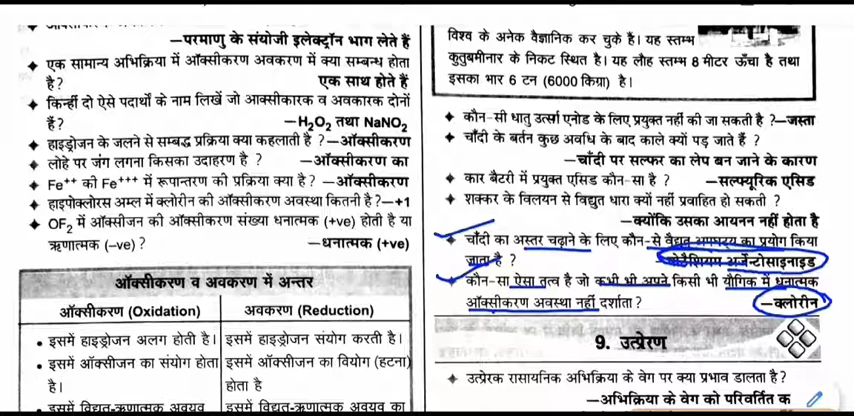 —परमाणु के संयोजी इलेक्ट्रॉन भाग लेते हैं
✦ एक सामान्य अभिक्रिया में ऑक्सीकरण अवकरण में क्या सम्बन्ध होता
है? एक साथ होते हैं
✦ किन्हीं दो ऐसे पदार्थों के नाम लिखें जो आक्सीकारक व अवकारक दोनों
हैं? —H₂O₂ तथा NaNO₂
✦ हाइड्रोजन के जलने से सम्बद्ध प्रक्रिया क्या कहलाती है ?—ऑक्सीकरण
✦ लोहे पर जंग लगना किसका उदाहरण है ? —ऑक्सीकरण का
✦ Fe⁺⁺ की Fe⁺⁺⁺ में रूपान्तरण की प्रक्रिया क्या है? —ऑक्सीकरण
✦ हाइपोक्लोरस अम्ल में क्लोरीन की ऑक्सीकरण अवस्था कितनी है?—+1
✦ OF₂ में ऑक्सीजन की ऑक्सीकरण संख्या धनात्मक (+ve) होती है या
ऋणात्मक (–ve) ? —धनात्मक (+ve)
ऑक्सीकरण व अवकरण में अन्तर
ऑक्सीकरण (Oxidation) अवकरण (Reduction)
• इसमें हाइड्रोजन अलग होती है। इसमें हाइड्रोजन संयोग करती है।
• इसमें ऑक्सीजन का संयोग होता इसमें ऑक्सीजन का वियोग (हटना)
है। होता है
• इसमें विद्युत-ऋणात्मक अवयव इसमें विद्युत-ऋणात्मक अवयव का
विश्व के अनेक वैज्ञानिक कर चुके हैं। यह स्तम्भ
कुतुबमीनार के निकट स्थित है। यह लौह स्तम्भ 8 मीटर ऊँचा है तथा
इसका भार 6 टन (6000 किग्रा) है।
✦ कौन-सी धातु उत्सर्ग एनोड के लिए प्रयुक्त नहीं की जा सकती है ?—जस्ता
✦ चाँदी के बर्तन कुछ अवधि के बाद काले क्यों पड़ जाते हैं ?
—चाँदी पर सल्फर का लेप बन जाने के कारण
✦ कार बैटरी में प्रयुक्त एसिड कौन-सा है ? —सल्फ्यूरिक एसिड
✦ शक्कर के विलयन से विद्युत धारा क्यों नहीं प्रवाहित हो सकती ?
—क्योंकि उसका आयनन नहीं होता है
✦ चाँदी का अस्तर चढ़ाने के लिए कौन-से वैद्युत अपघट्य का प्रयोग किया
जाता है ? पोटैशियम अर्जेन्टोसाइनाइड
✦ कौन-सा ऐसा तत्व है जो कभी भी अपने किसी भी यौगिक में धनात्मक
ऑक्सीकरण अवस्था नहीं दर्शाता ? —क्लोरीन
9. उत्प्रेरण
✦ उत्प्रेरक रासायनिक अभिक्रिया के वेग पर क्या प्रभाव डालता है?
—अभिक्रिया के वेग को परिवर्तित क